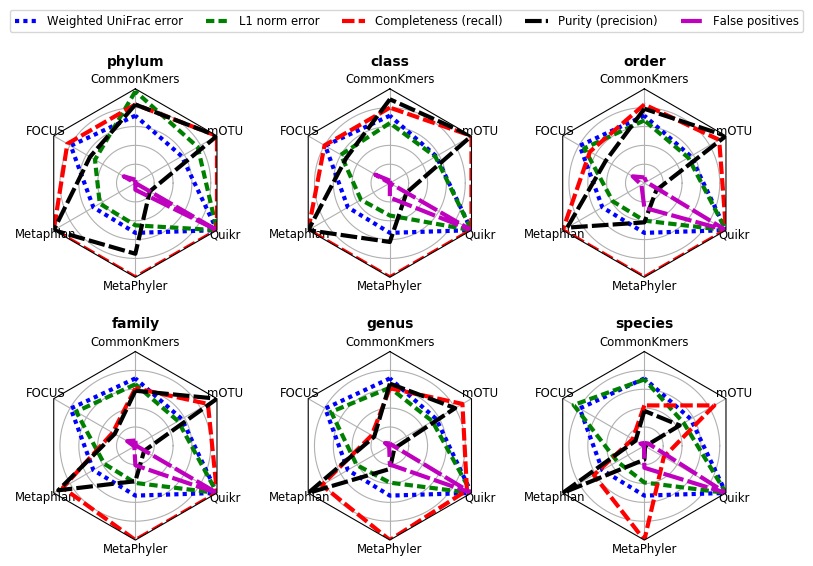 Weighted UniFrac error L1 norm error Completeness (recall) Purity (precision) False positives
phylum class order
CommonKmers CommonKmers CommonKmers
FOCUS mOTU FOCUS mOTU FOCUS mOTU
Metaphlan Quikr Metaphlan Quikr Metaphlan Quikr
MetaPhyler MetaPhyler MetaPhyler
family genus species
CommonKmers CommonKmers CommonKmers
FOCUS mOTU FOCUS mOTU FOCUS mOTU
Metaphlan Quikr Metaphlan Quikr Metaphlan Quikr
MetaPhyler MetaPhyler MetaPhyler